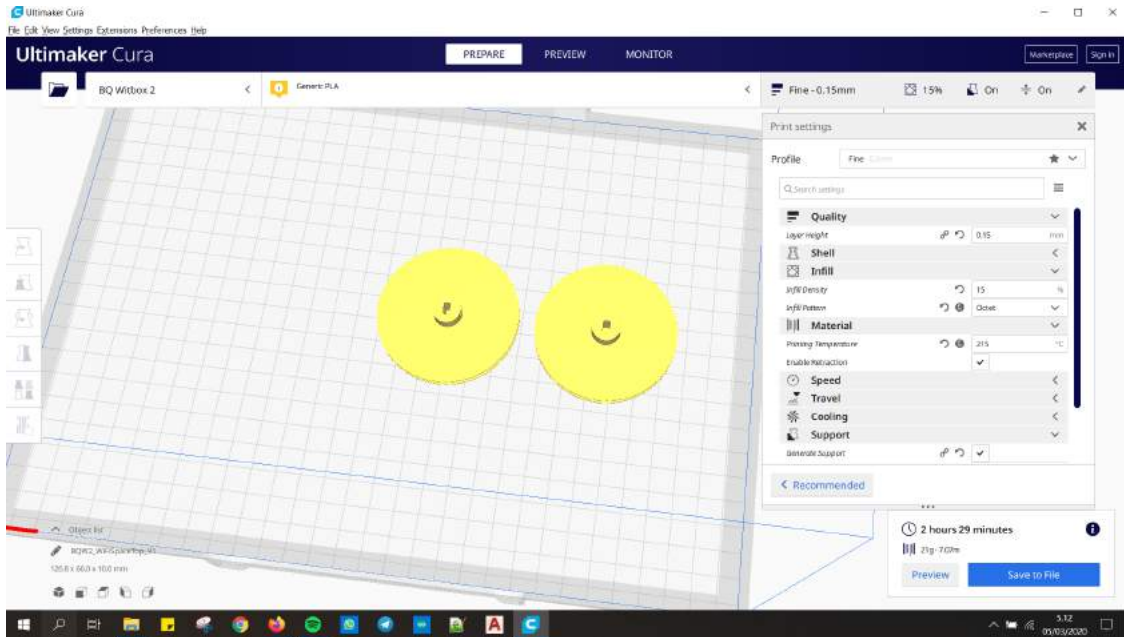 Ultimaker Cura
File Edit View Settings Extensions Preferences Help
Ultimaker Cura
PREPARE PREVIEW MONITOR
Marketplace Sign in
BQ Witbox 2
Generic PLA
Fine - 0.15mm 15% On On
Print settings
Profile Fine
Search settings
Quality
Layer Height 0.15 mm
Shell
Infill
Infill Density 15 %
Infill Pattern Octet
Material
Printing Temperature 215 °C
Enable Retraction
Speed
Travel
Cooling
Support
Generate Support
Recommended
2 hours 29 minutes
21g · 7.02m
Preview Save to File
Object list
5.12
05/03/2020